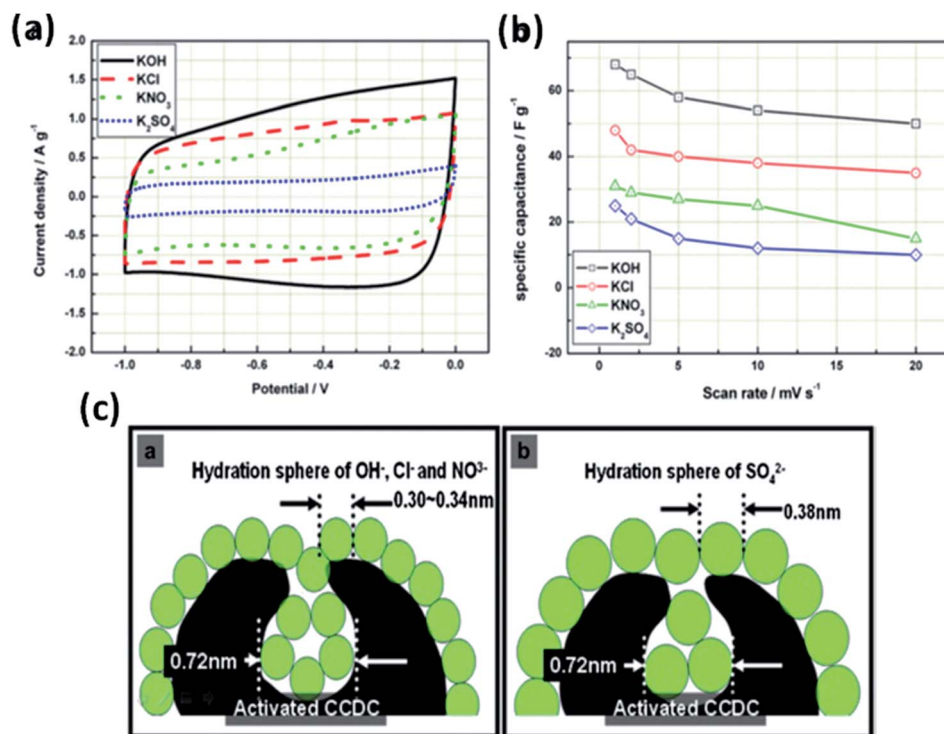 (a)
2.0
1.5
1.0
0.5
0.0
-0.5
-1.0
-1.5
-2.0
Current density / A g⁻¹
KOH
KCl
KNO₃
K₂SO₄
-1.0 -0.8 -0.6 -0.4 -0.2 0.0
Potential / V
(b)
60
40
20
0
-20
specific capacitance / F g⁻¹
KOH
KCl
KNO₃
K₂SO₄
0 5 10 15 20
Scan rate / mV s⁻¹
(c)
a
Hydration sphere of OH⁻, Cl⁻ and NO³⁻
0.30~0.34nm
0.72nm
Activated CCDC
b
Hydration sphere of SO₄²⁻
0.38nm
0.72nm
Activated CCDC